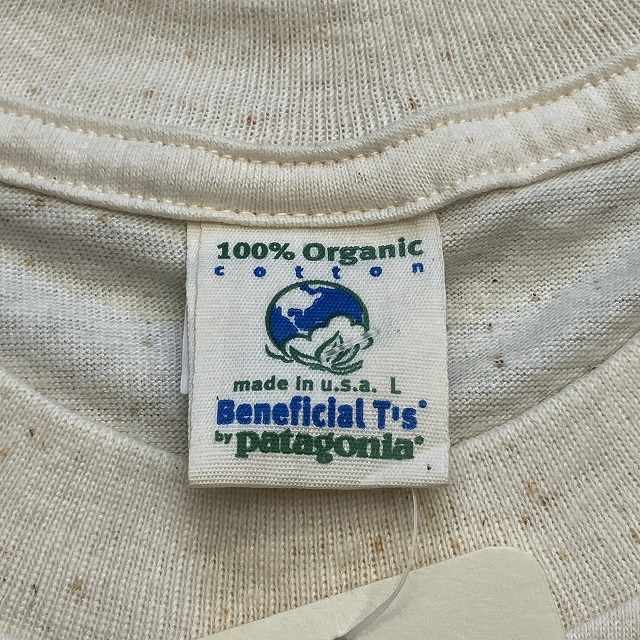 100% Organic
cotton
made in u.s.a. L
Beneficial T's®
by patagonia®